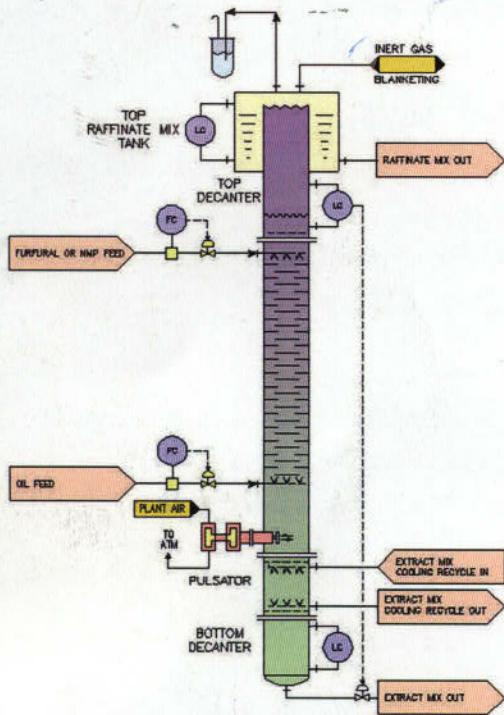 INERT GAS
BLANKETING
TOP
RAFFINATE MIX
TANK
LC
RAFFINATE MIX OUT
TOP
DECANTER
LC
FC
FURFURAL OR NMP FEED
FC
OIL FEED
PLANT AIR
TO
ATM
PULSATOR
EXTRACT MIX
COOLING RECYCLE IN
EXTRACT MIX
COOLING RECYCLE OUT
BOTTOM
DECANTER
LC
EXTRACT MIX OUT